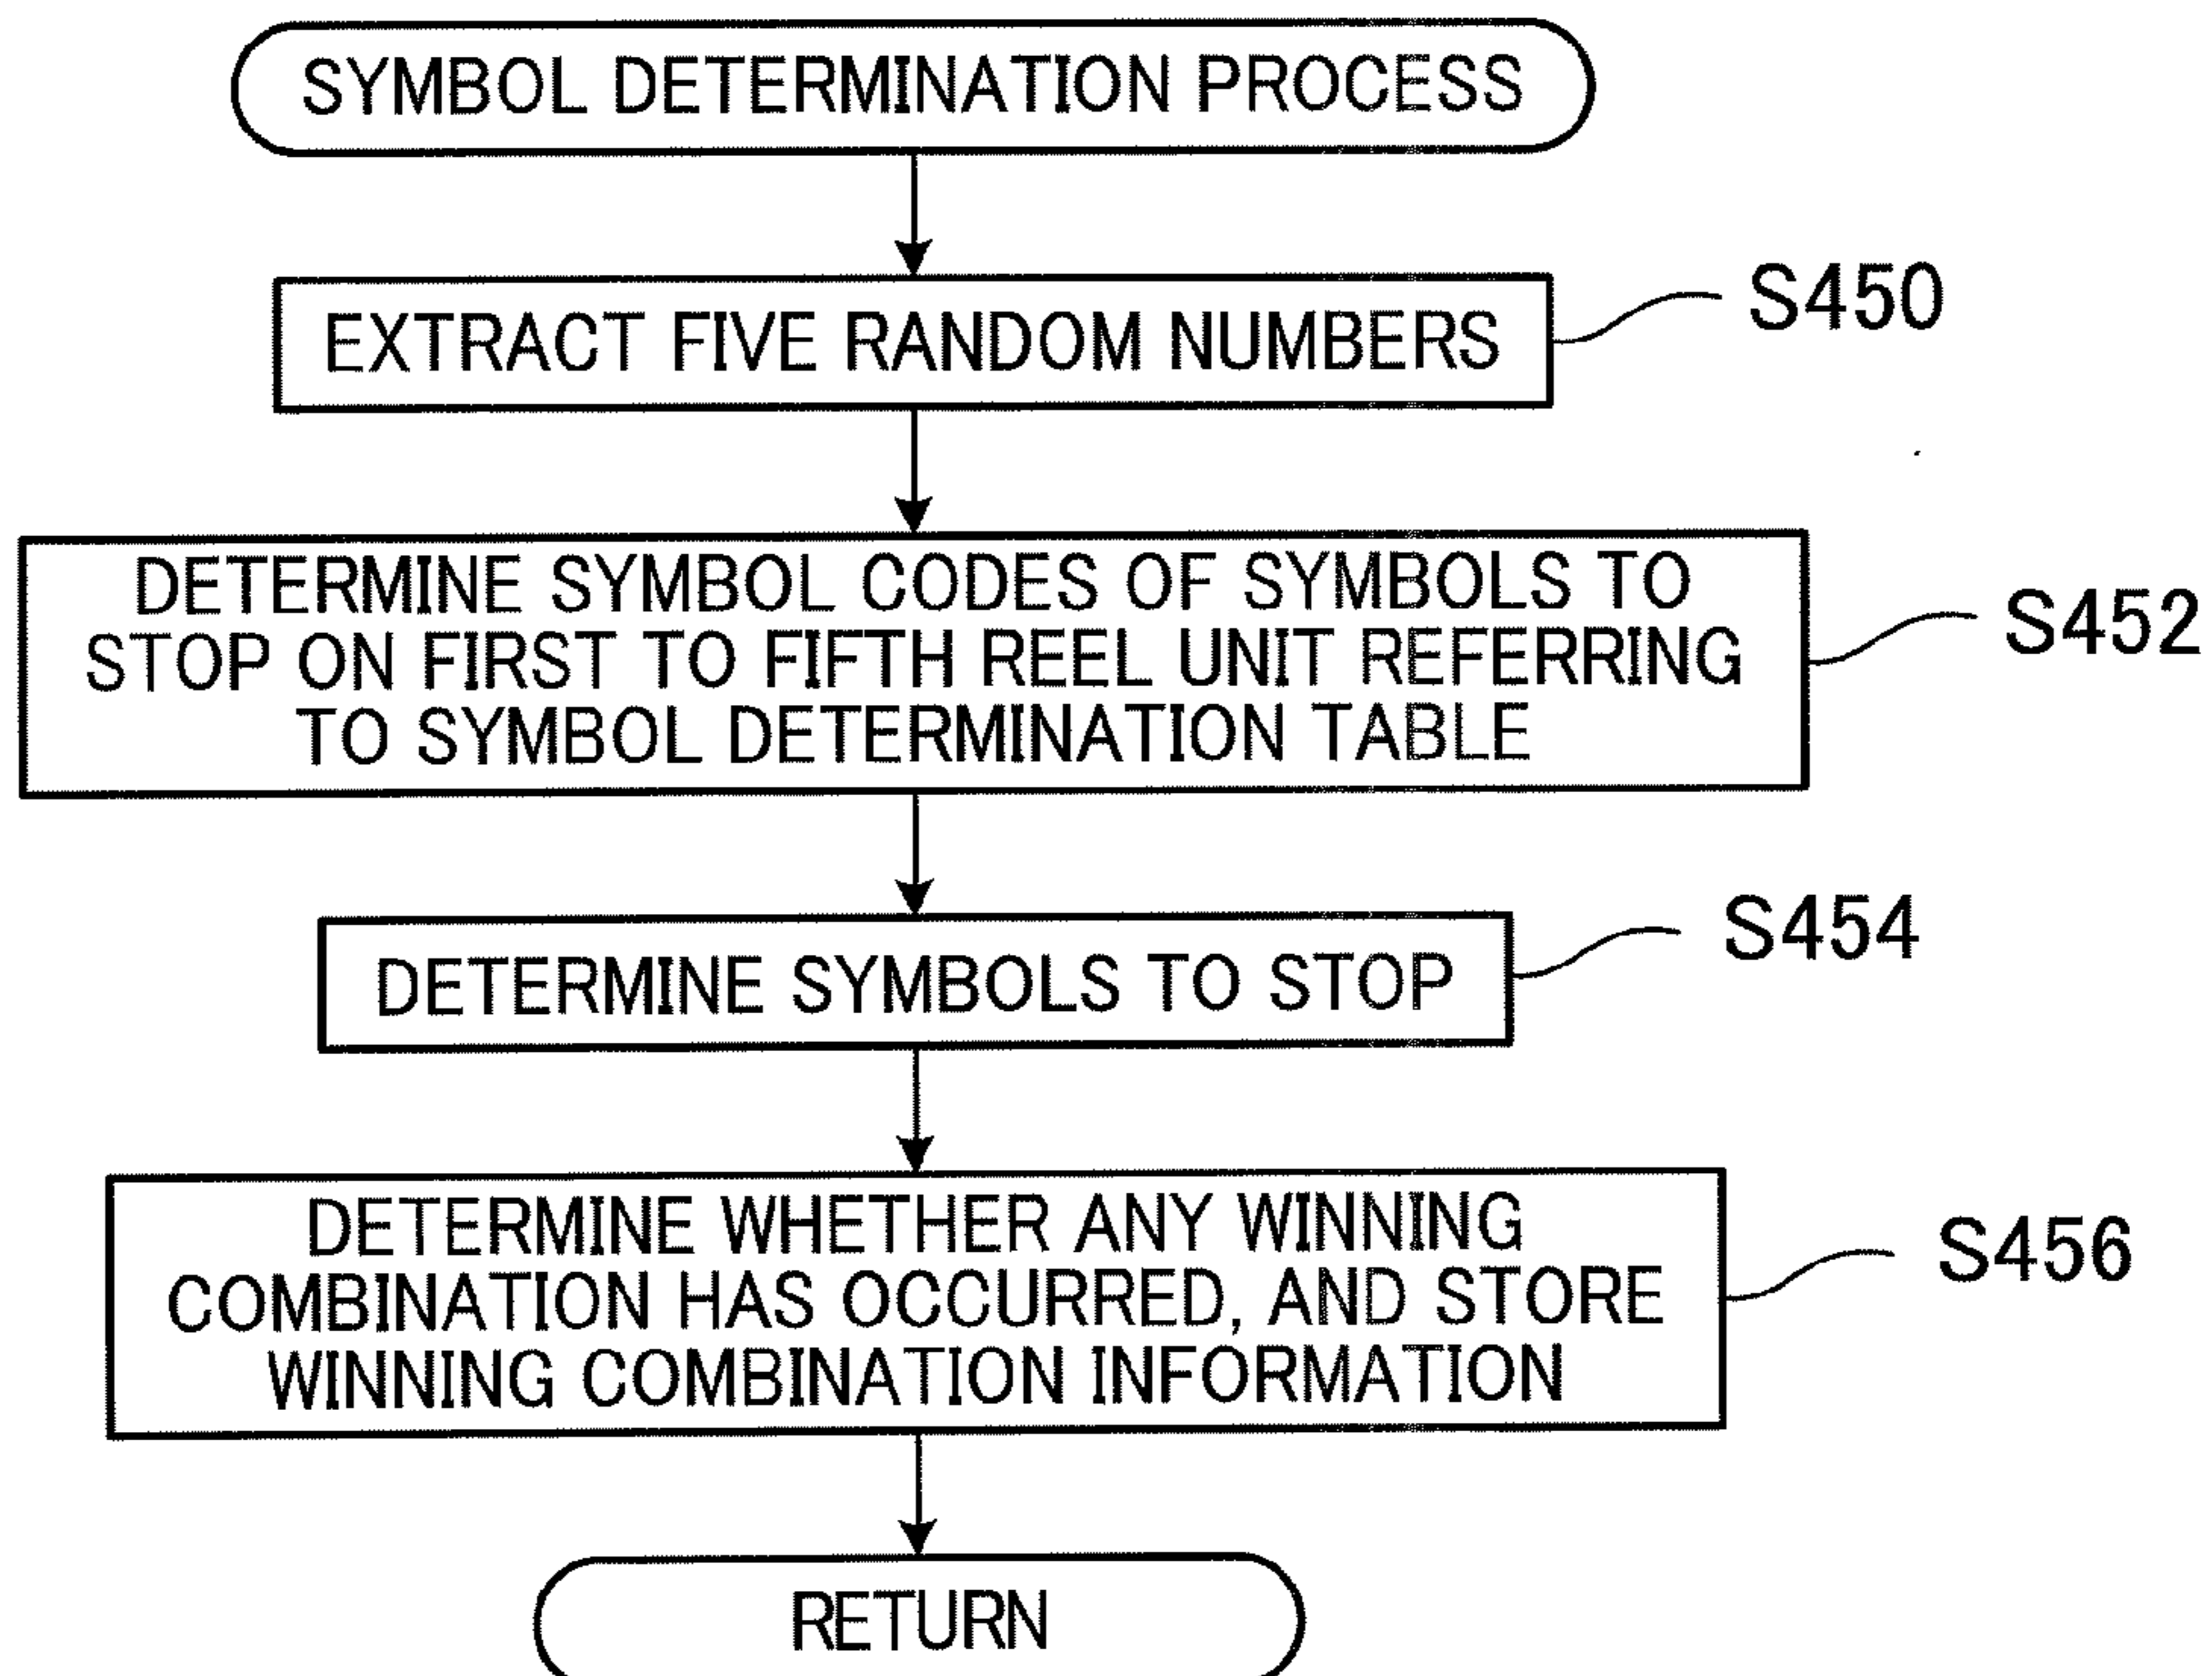 SYMBOL DETERMINATION PROCESS
EXTRACT FIVE RANDOM NUMBERS
S450
DETERMINE SYMBOL CODES OF SYMBOLS TO
STOP ON FIRST TO FIFTH REEL UNIT REFERRING
TO SYMBOL DETERMINATION TABLE
S452
DETERMINE SYMBOLS TO STOP
S454
DETERMINE WHETHER ANY WINNING
COMBINATION HAS OCCURRED, AND STORE
WINNING COMBINATION INFORMATION
S456
RETURN